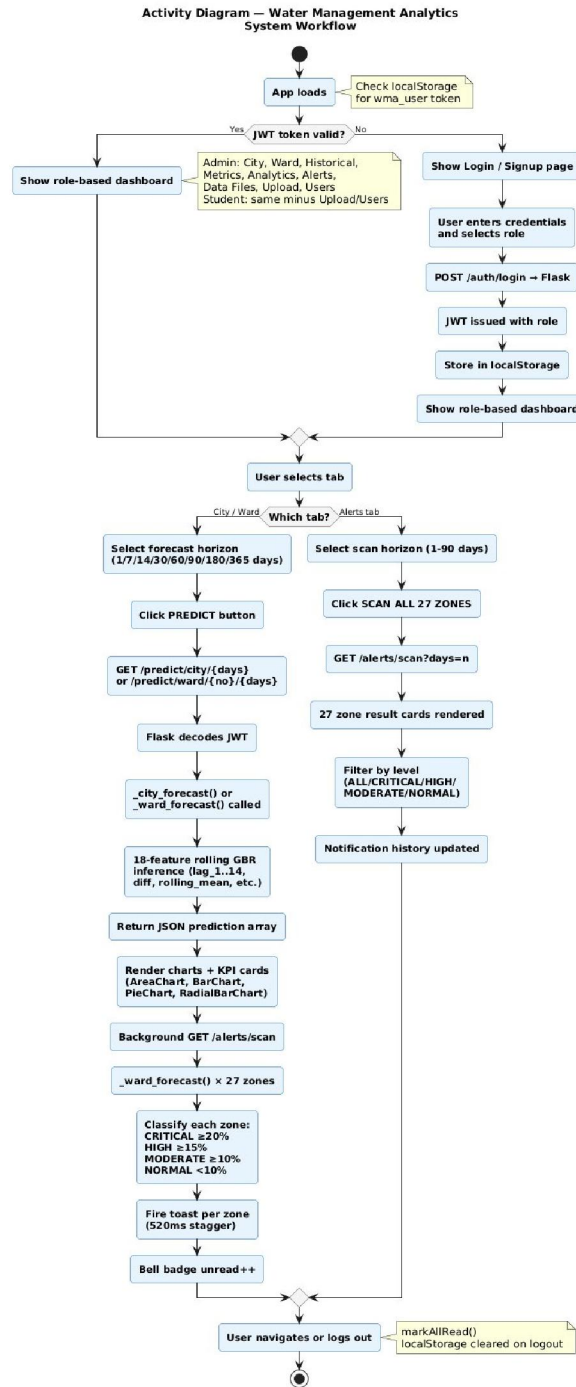 Activity Diagram — Water Management Analytics
System Workflow
App loads
Check localStorage
for wma_user token
Yes
JWT token valid?
No
Show role-based dashboard
Admin: City, Ward, Historical,
Metrics, Analytics, Alerts,
Data Files, Upload, Users
Student: same minus Upload/Users
Show Login / Signup page
User enters credentials
and selects role
POST /auth/login → Flask
JWT issued with role
Store in localStorage
Show role-based dashboard
User selects tab
City / Ward
Which tab?
Alerts tab
Select forecast horizon
(1/7/14/30/60/90/180/365 days)
Click PREDICT button
GET /predict/city/{days}
or /predict/ward/{no}/{days}
Flask decodes JWT
_city_forecast() or
_ward_forecast() called
18-feature rolling GBR
inference (lag_1..14,
diff, rolling_mean, etc.)
Return JSON prediction array
Render charts + KPI cards
(AreaChart, BarChart,
PieChart, RadialBarChart)
Background GET /alerts/scan
_ward_forecast() × 27 zones
Classify each zone:
CRITICAL ≥20%
HIGH ≥15%
MODERATE ≥10%
NORMAL <10%
Fire toast per zone
(520ms stagger)
Bell badge unread++
Select scan horizon (1-90 days)
Click SCAN ALL 27 ZONES
GET /alerts/scan?days=n
27 zone result cards rendered
Filter by level
(ALL/CRITICAL/HIGH/
MODERATE/NORMAL)
Notification history updated
User navigates or logs out
markAllRead()
localStorage cleared on logout